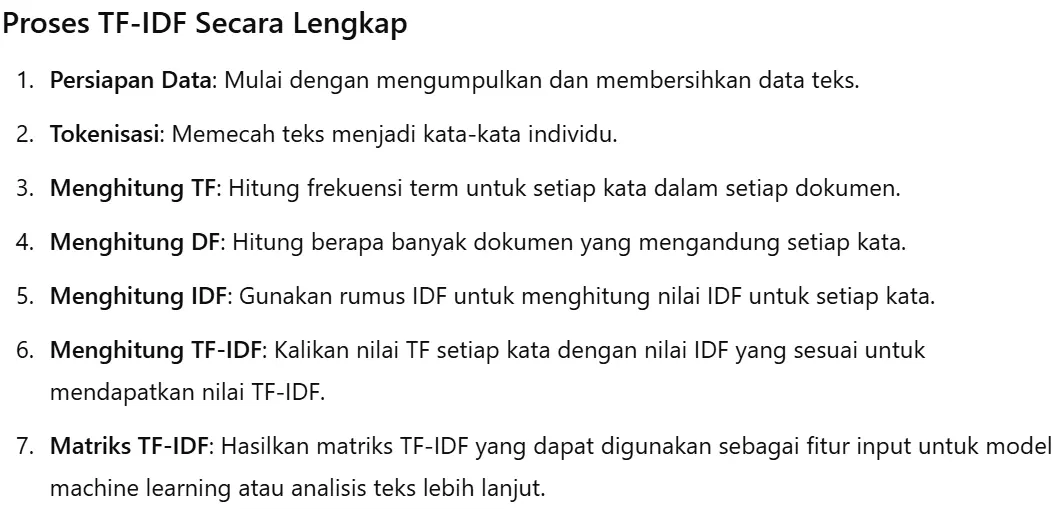 Proses TF-IDF Secara Lengkap
1. Persiapan Data: Mulai dengan mengumpulkan dan membersihkan data teks.
2. Tokenisasi: Memecah teks menjadi kata-kata individu.
3. Menghitung TF: Hitung frekuensi term untuk setiap kata dalam setiap dokumen.
4. Menghitung DF: Hitung berapa banyak dokumen yang mengandung setiap kata.
5. Menghitung IDF: Gunakan rumus IDF untuk menghitung nilai IDF untuk setiap kata.
6. Menghitung TF-IDF: Kalikan nilai TF setiap kata dengan nilai IDF yang sesuai untuk
mendapatkan nilai TF-IDF.
7. Matriks TF-IDF: Hasilkan matriks TF-IDF yang dapat digunakan sebagai fitur input untuk model
machine learning atau analisis teks lebih lanjut.